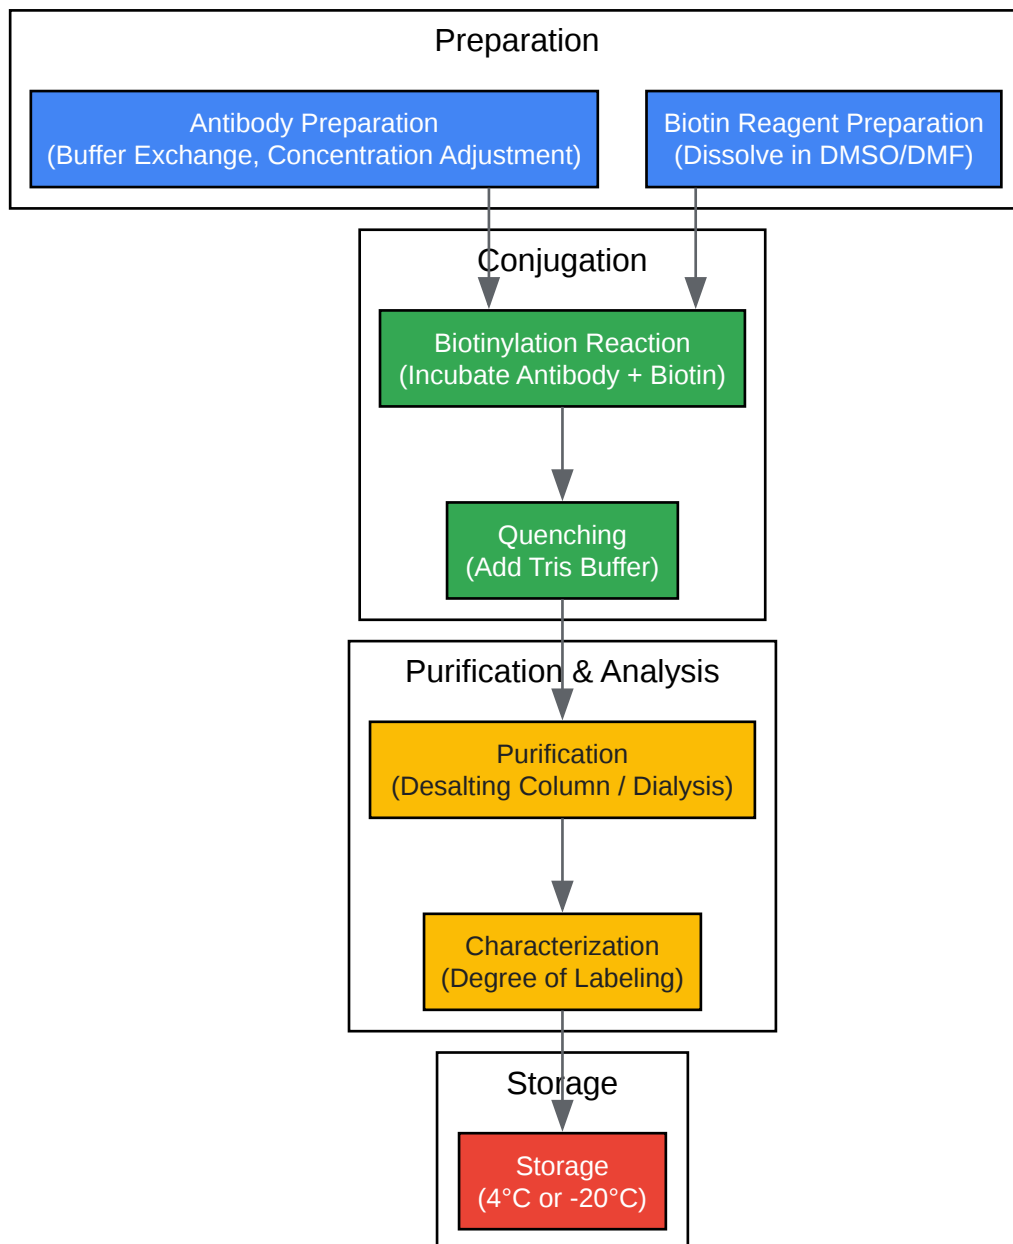 Preparation
Antibody Preparation
(Buffer Exchange, Concentration Adjustment)
Biotin Reagent Preparation
(Dissolve in DMSO/DMF)
Conjugation
Biotinylation Reaction
(Incubate Antibody + Biotin)
Quenching
(Add Tris Buffer)
Purification & Analysis
Purification
(Desalting Column / Dialysis)
Characterization
(Degree of Labeling)
Storage
Storage
(4°C or -20°C)